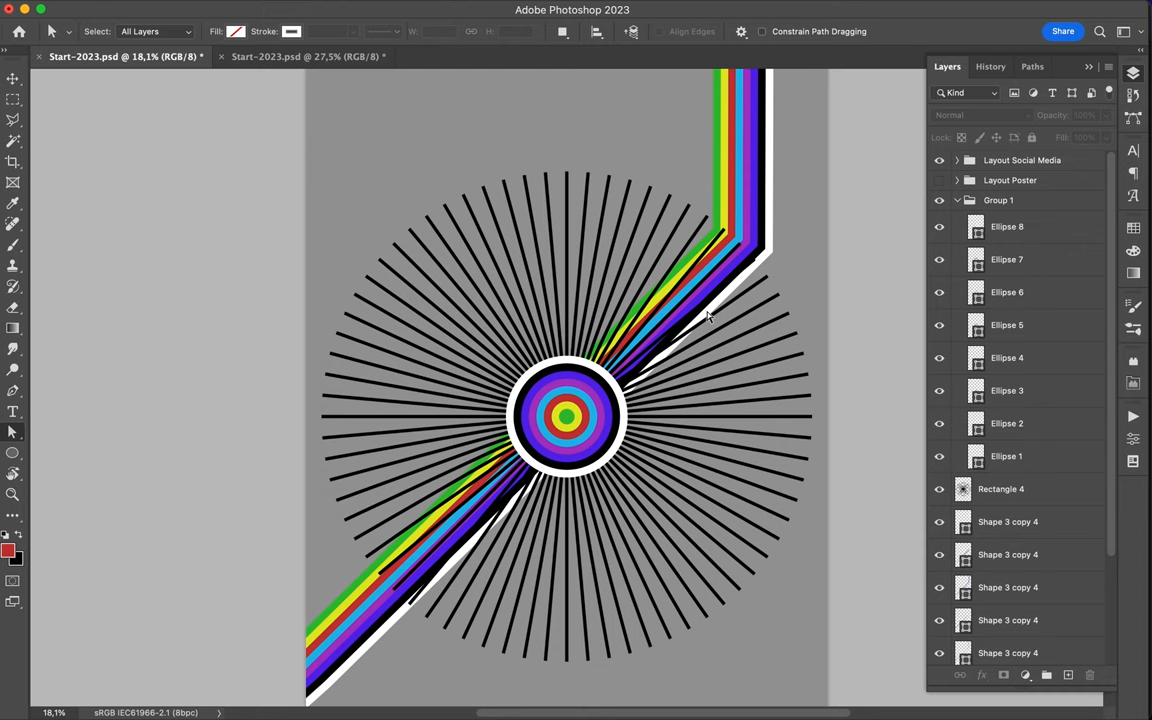 Adobe Photoshop 2023
Select: All Layers Fill: Stroke: W: H: Align Edges Constrain Path Dragging Share
× Start-2023.psd @ 18,1% (RGB/8) * × Start-2023.psd @ 27,5% (RGB/8) *
Layers History Paths
Kind
Normal Opacity: 100%
Lock: Fill: 100%
Layout Social Media
Layout Poster
Group 1
Ellipse 8
Ellipse 7
Ellipse 6
Ellipse 5
Ellipse 4
Ellipse 3
Ellipse 2
Ellipse 1
Rectangle 4
Shape 3 copy 4
Shape 3 copy 4
Shape 3 copy 4
Shape 3 copy 4
Shape 3 copy 4
18,1% sRGB IEC61966-2.1 (8bpc)